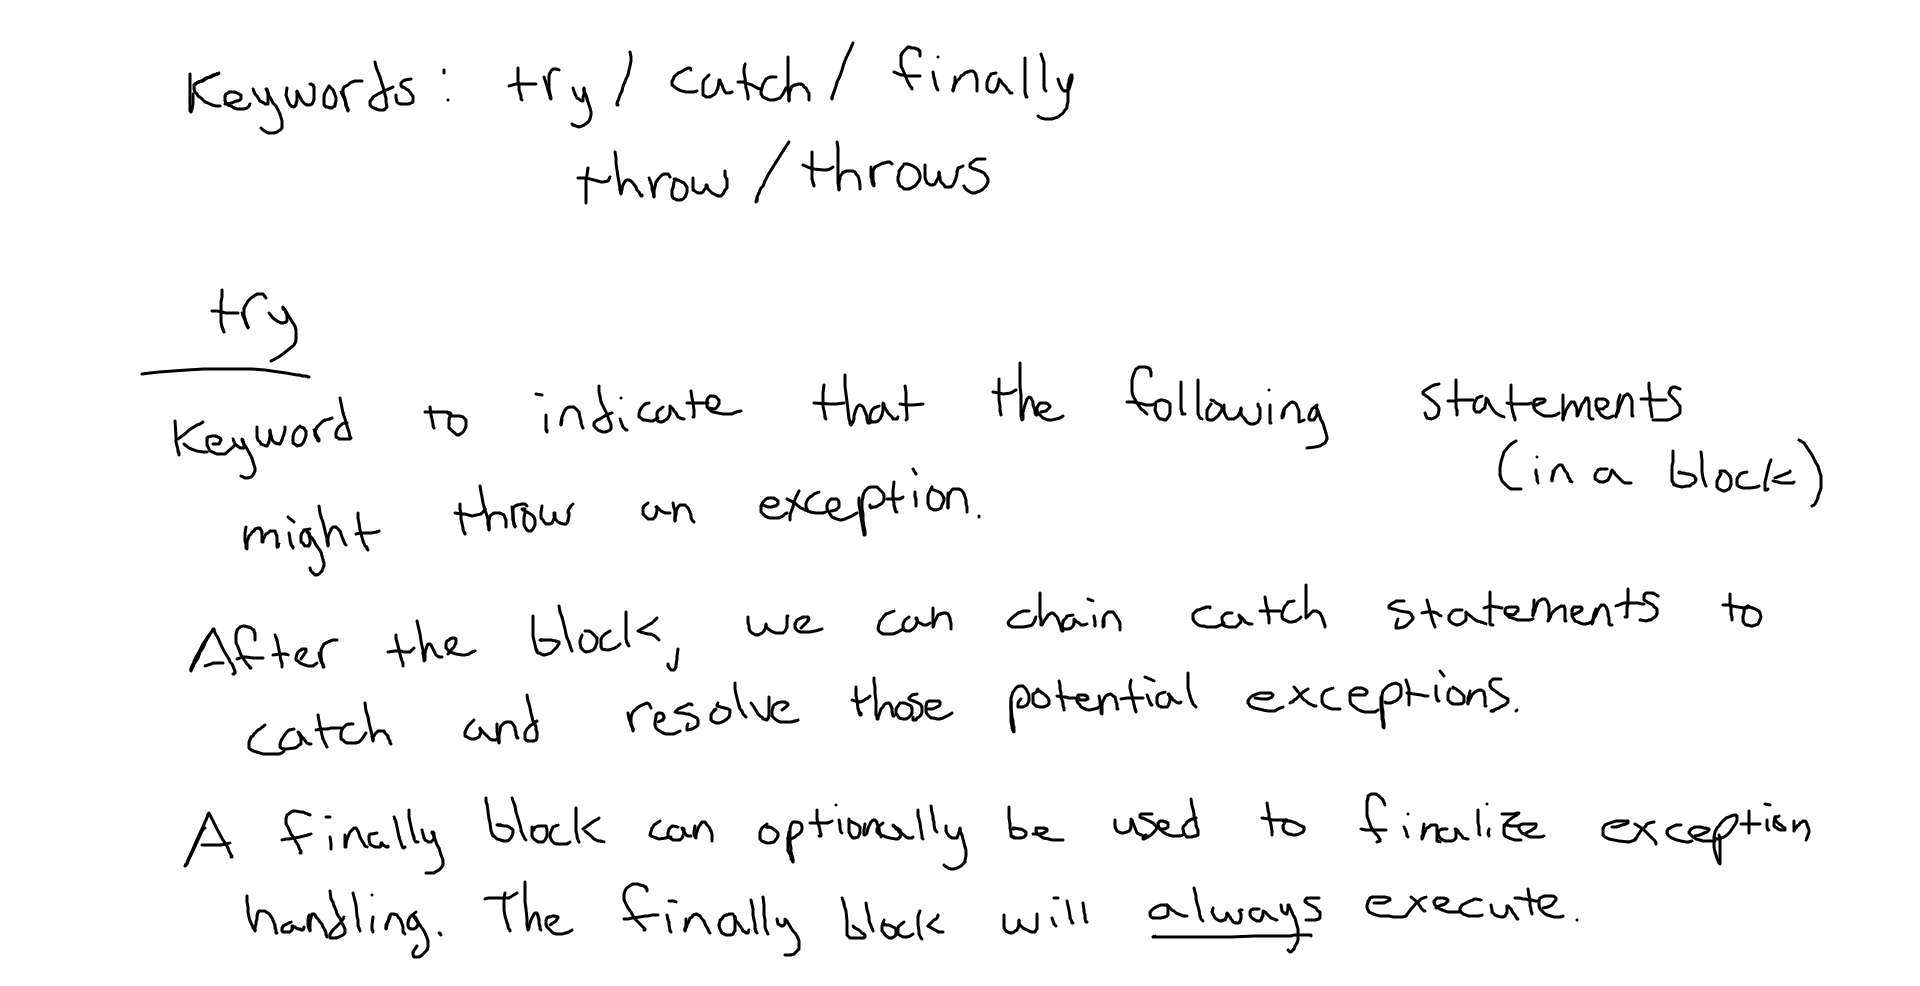 Keywords: try / catch / finally
throw / throws
try
Keyword to indicate that the following statements
(in a block)
might throw an exception.
After the block, we can chain catch statements to
catch and resolve those potential exceptions.
A finally block can optionally be used to finalize exception
handling. The finally block will always execute.